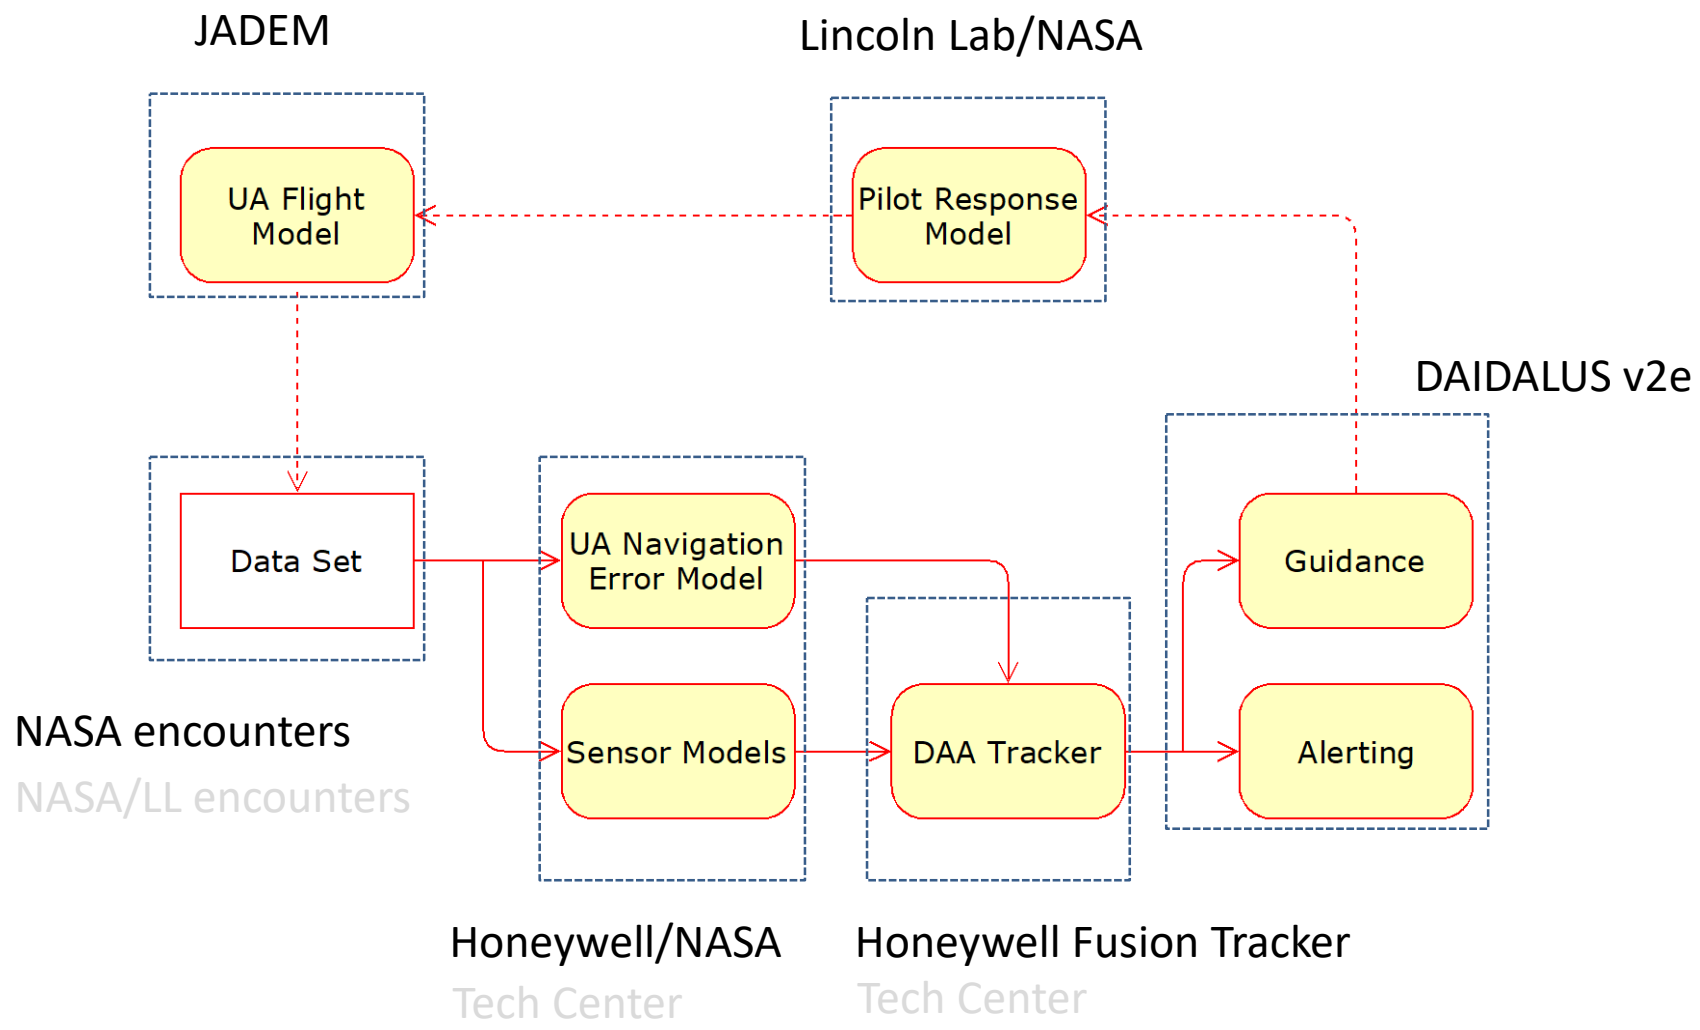 JADEM
Lincoln Lab/NASA
UA Flight
Model
Pilot Response
Model
DAIDALUS v2e
Data Set
UA Navigation
Error Model
Guidance
NASA encounters
NASA/LL encounters
Sensor Models
DAA Tracker
Alerting
Honeywell/NASA
Tech Center
Honeywell Fusion Tracker
Tech Center